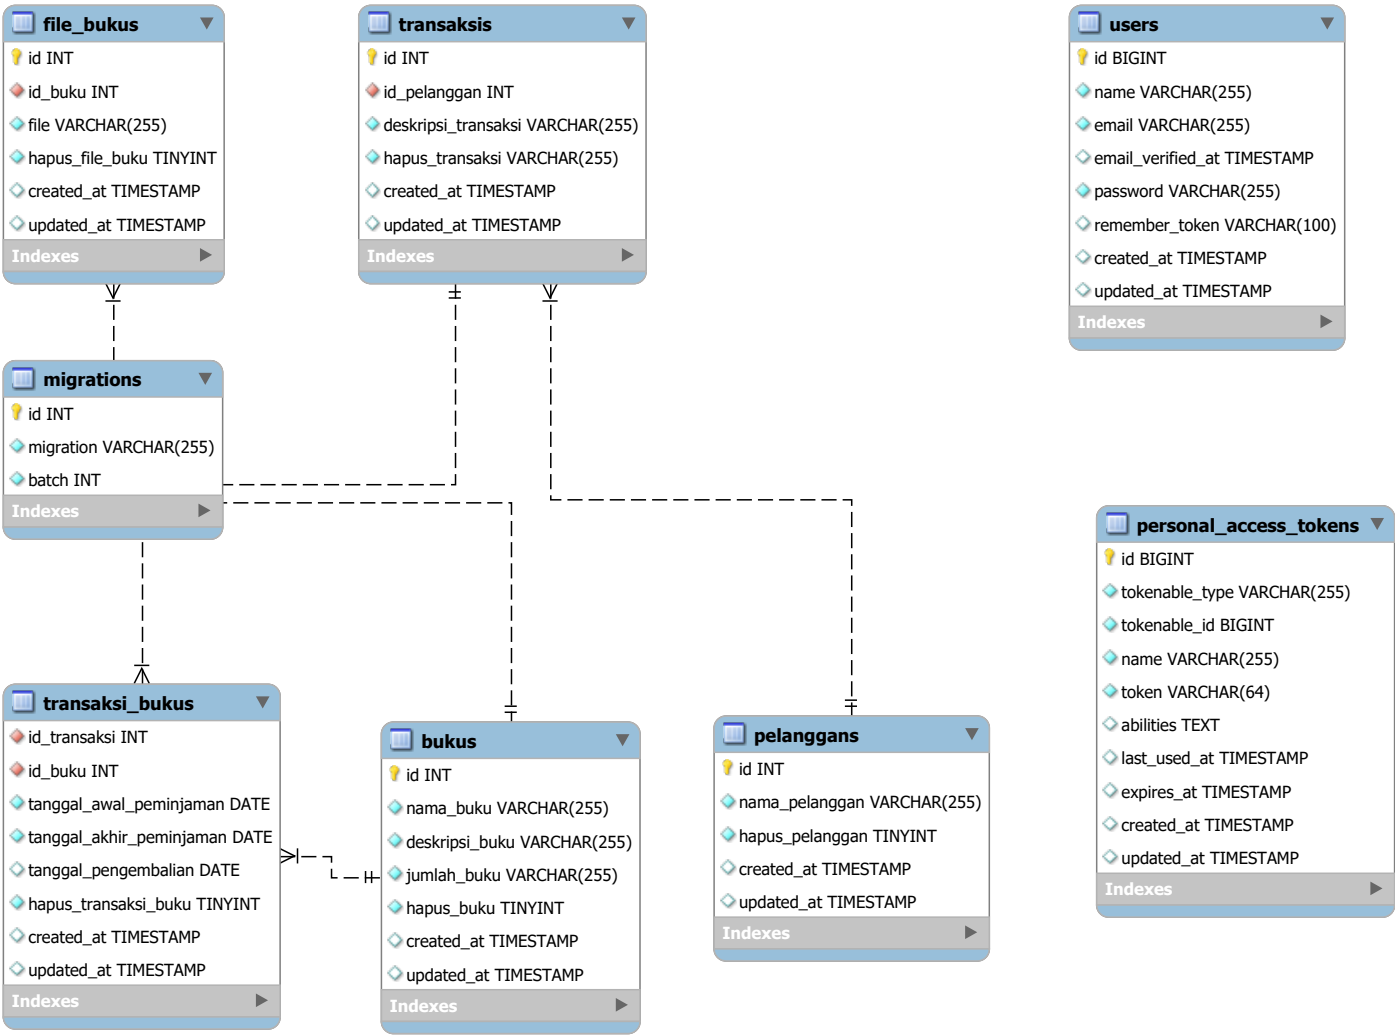 file_bukus
id INT
id_buku INT
file VARCHAR(255)
hapus_file_buku TINYINT
created_at TIMESTAMP
updated_at TIMESTAMP
Indexes
transaksis
id INT
id_pelanggan INT
deskripsi_transaksi VARCHAR(255)
hapus_transaksi VARCHAR(255)
created_at TIMESTAMP
updated_at TIMESTAMP
Indexes
users
id BIGINT
name VARCHAR(255)
email VARCHAR(255)
email_verified_at TIMESTAMP
password VARCHAR(255)
remember_token VARCHAR(100)
created_at TIMESTAMP
updated_at TIMESTAMP
Indexes
migrations
id INT
migration VARCHAR(255)
batch INT
Indexes
personal_access_tokens
id BIGINT
tokenable_type VARCHAR(255)
tokenable_id BIGINT
name VARCHAR(255)
token VARCHAR(64)
abilities TEXT
last_used_at TIMESTAMP
expires_at TIMESTAMP
created_at TIMESTAMP
updated_at TIMESTAMP
Indexes
transaksi_bukus
id_transaksi INT
id_buku INT
tanggal_awal_peminjaman DATE
tanggal_akhir_peminjaman DATE
tanggal_pengembalian DATE
hapus_transaksi_buku TINYINT
created_at TIMESTAMP
updated_at TIMESTAMP
Indexes
bukus
id INT
nama_buku VARCHAR(255)
deskripsi_buku VARCHAR(255)
jumlah_buku VARCHAR(255)
hapus_buku TINYINT
created_at TIMESTAMP
updated_at TIMESTAMP
Indexes
pelanggans
id INT
nama_pelanggan VARCHAR(255)
hapus_pelanggan TINYINT
created_at TIMESTAMP
updated_at TIMESTAMP
Indexes